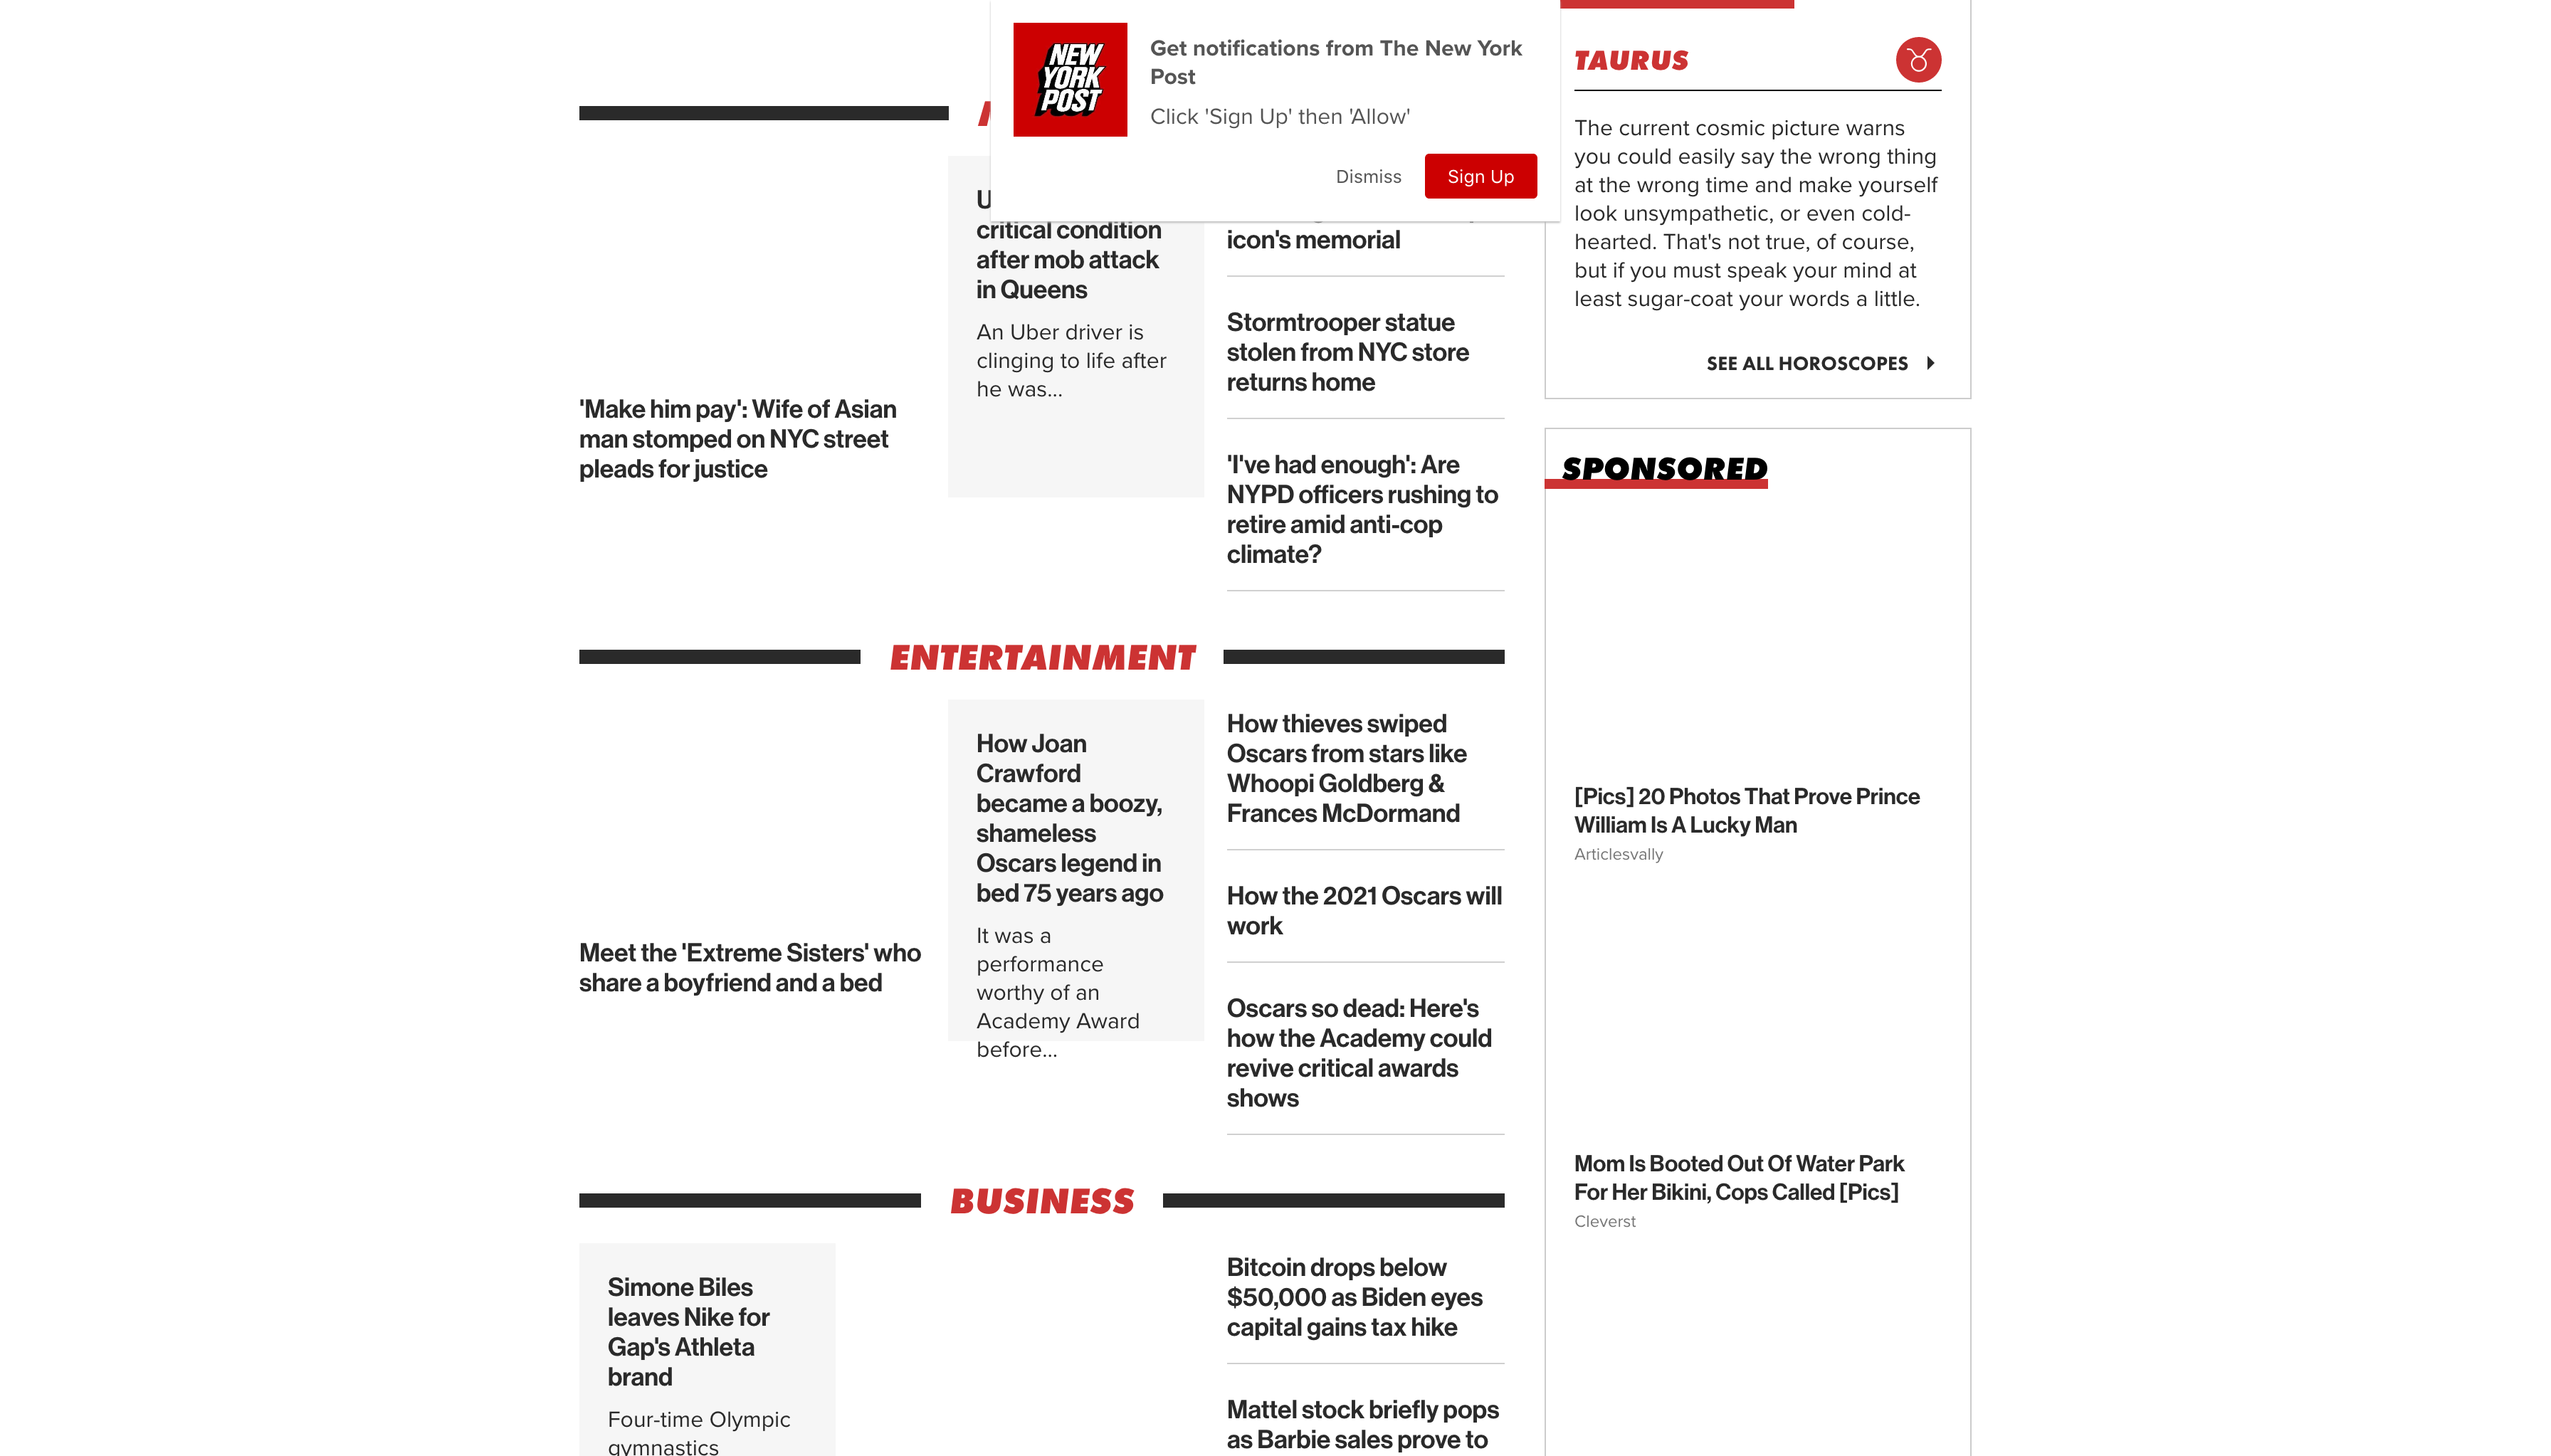 NEW
YORK
POST
Get notifications from The New York
Post
Click 'Sign Up' then 'Allow'
Dismiss
Sign Up
'Make him pay': Wife of Asian
man stomped on NYC street
pleads for justice
critical condition
after mob attack
in Queens
An Uber driver is
clinging to life after
he was...
icon's memorial
Stormtrooper statue
stolen from NYC store
returns home
'I've had enough': Are
NYPD officers rushing to
retire amid anti-cop
climate?
ENTERTAINMENT
Meet the 'Extreme Sisters' who
share a boyfriend and a bed
How Joan
Crawford
became a boozy,
shameless
Oscars legend in
bed 75 years ago
It was a
performance
worthy of an
Academy Award
before...
How thieves swiped
Oscars from stars like
Whoopi Goldberg &
Frances McDormand
How the 2021 Oscars will
work
Oscars so dead: Here's
how the Academy could
revive critical awards
shows
BUSINESS
Simone Biles
leaves Nike for
Gap's Athleta
brand
Four-time Olympic
gymnastics
Bitcoin drops below
$50,000 as Biden eyes
capital gains tax hike
Mattel stock briefly pops
as Barbie sales prove to
TAURUS
The current cosmic picture warns
you could easily say the wrong thing
at the wrong time and make yourself
look unsympathetic, or even cold-
hearted. That's not true, of course,
but if you must speak your mind at
least sugar-coat your words a little.
SEE ALL HOROSCOPES
SPONSORED
[Pics] 20 Photos That Prove Prince
William Is A Lucky Man
Articlesvally
Mom Is Booted Out Of Water Park
For Her Bikini, Cops Called [Pics]
Cleverst